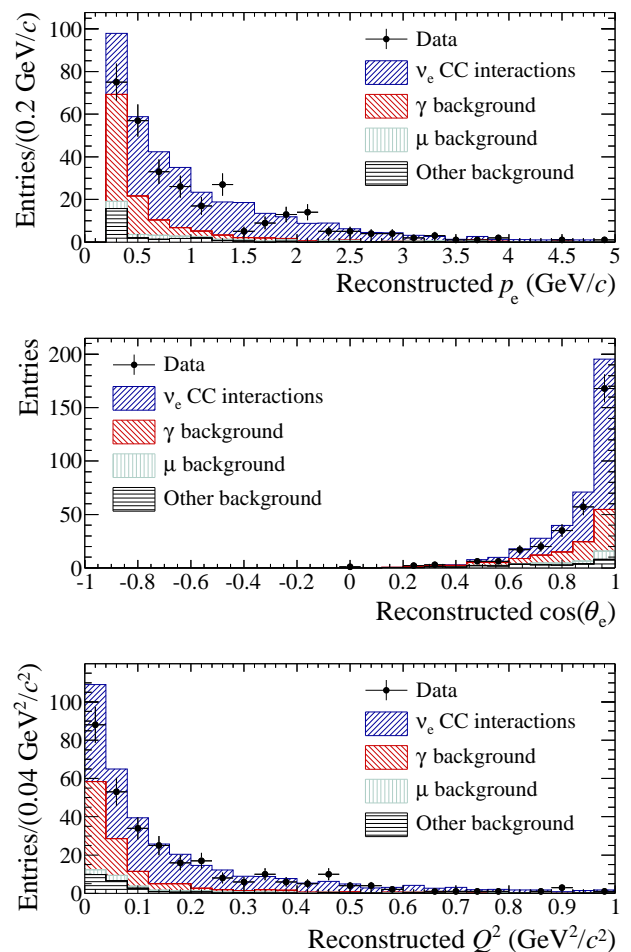 Entries/(0.2 GeV/c)
100
80
60
40
20
0
Data
νe CC interactions
γ background
μ background
Other background
0 0.5 1 1.5 2 2.5 3 3.5 4 4.5 5
Reconstructed pe (GeV/c)
Entries
200
150
100
50
0
Data
νe CC interactions
γ background
μ background
Other background
-1 -0.8 -0.6 -0.4 -0.2 0 0.2 0.4 0.6 0.8 1
Reconstructed cos(θe)
Entries/(0.04 GeV²/c²)
100
80
60
40
20
0
Data
νe CC interactions
γ background
μ background
Other background
0 0.1 0.2 0.3 0.4 0.5 0.6 0.7 0.8 0.9 1
Reconstructed Q² (GeV²/c²)